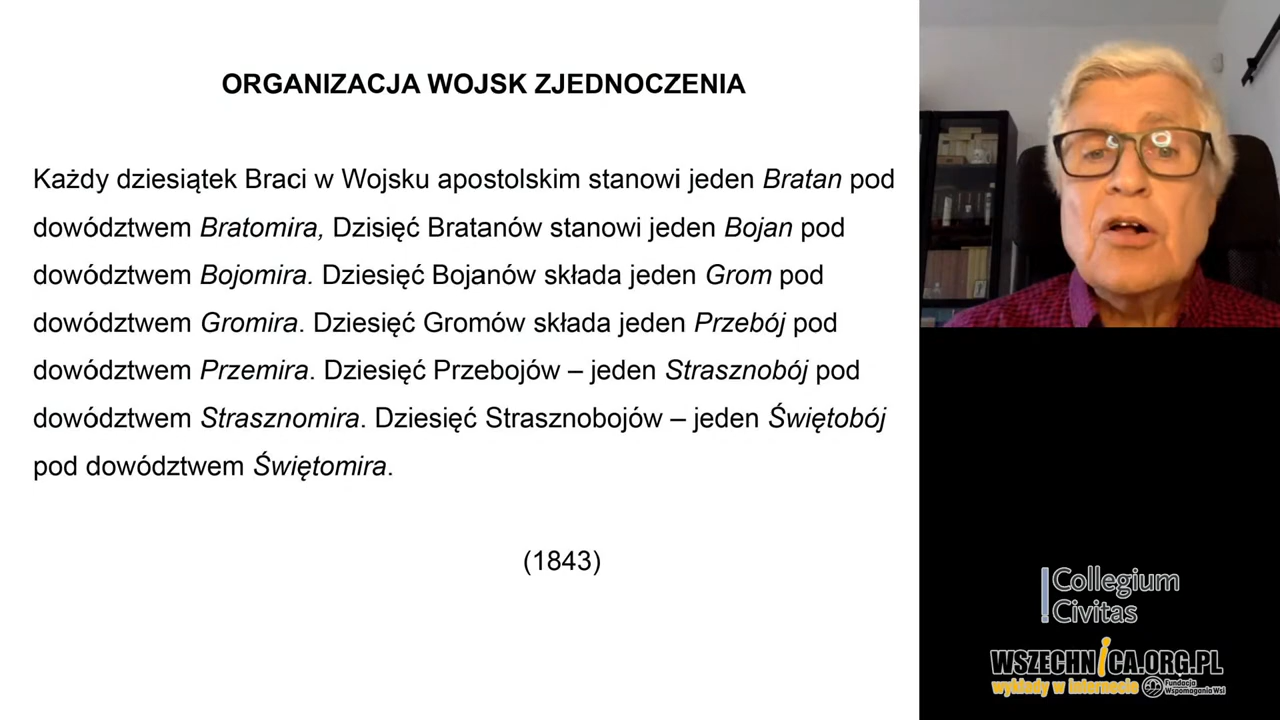 ORGANIZACJA WOJSK ZJEDNOCZENIA
Każdy dziesiątek Braci w Wojsku apostolskim stanowi jeden Bratan pod
dowództwem Bratomira, Dzisięć Bratanów stanowi jeden Bojan pod
dowództwem Bojomira. Dziesięć Bojanów składa jeden Grom pod
dowództwem Gromira. Dziesięć Gromów składa jeden Przebój pod
dowództwem Przemira. Dziesięć Przebojów – jeden Strasznobój pod
dowództwem Strasznomira. Dziesięć Strasznobojów – jeden Świętobój
pod dowództwem Świętomira.
(1843)
Collegium
Civitas
WSZECHNICA.ORG.PL
wykłady w internecie
Fundacja
Wspomagania Wsi